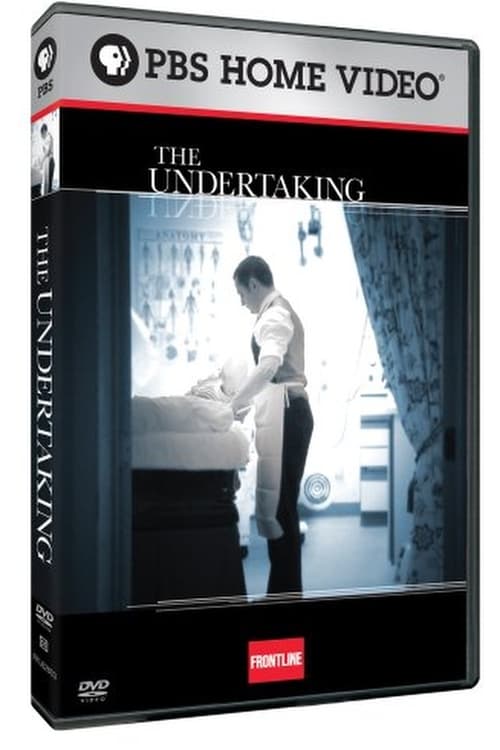 PBS HOME VIDEO®
PBS
THE
UNDERTAKING
ANATOMY
THE UNDERTAKING
FRONTLINE
DVD
VIDEO
DVD